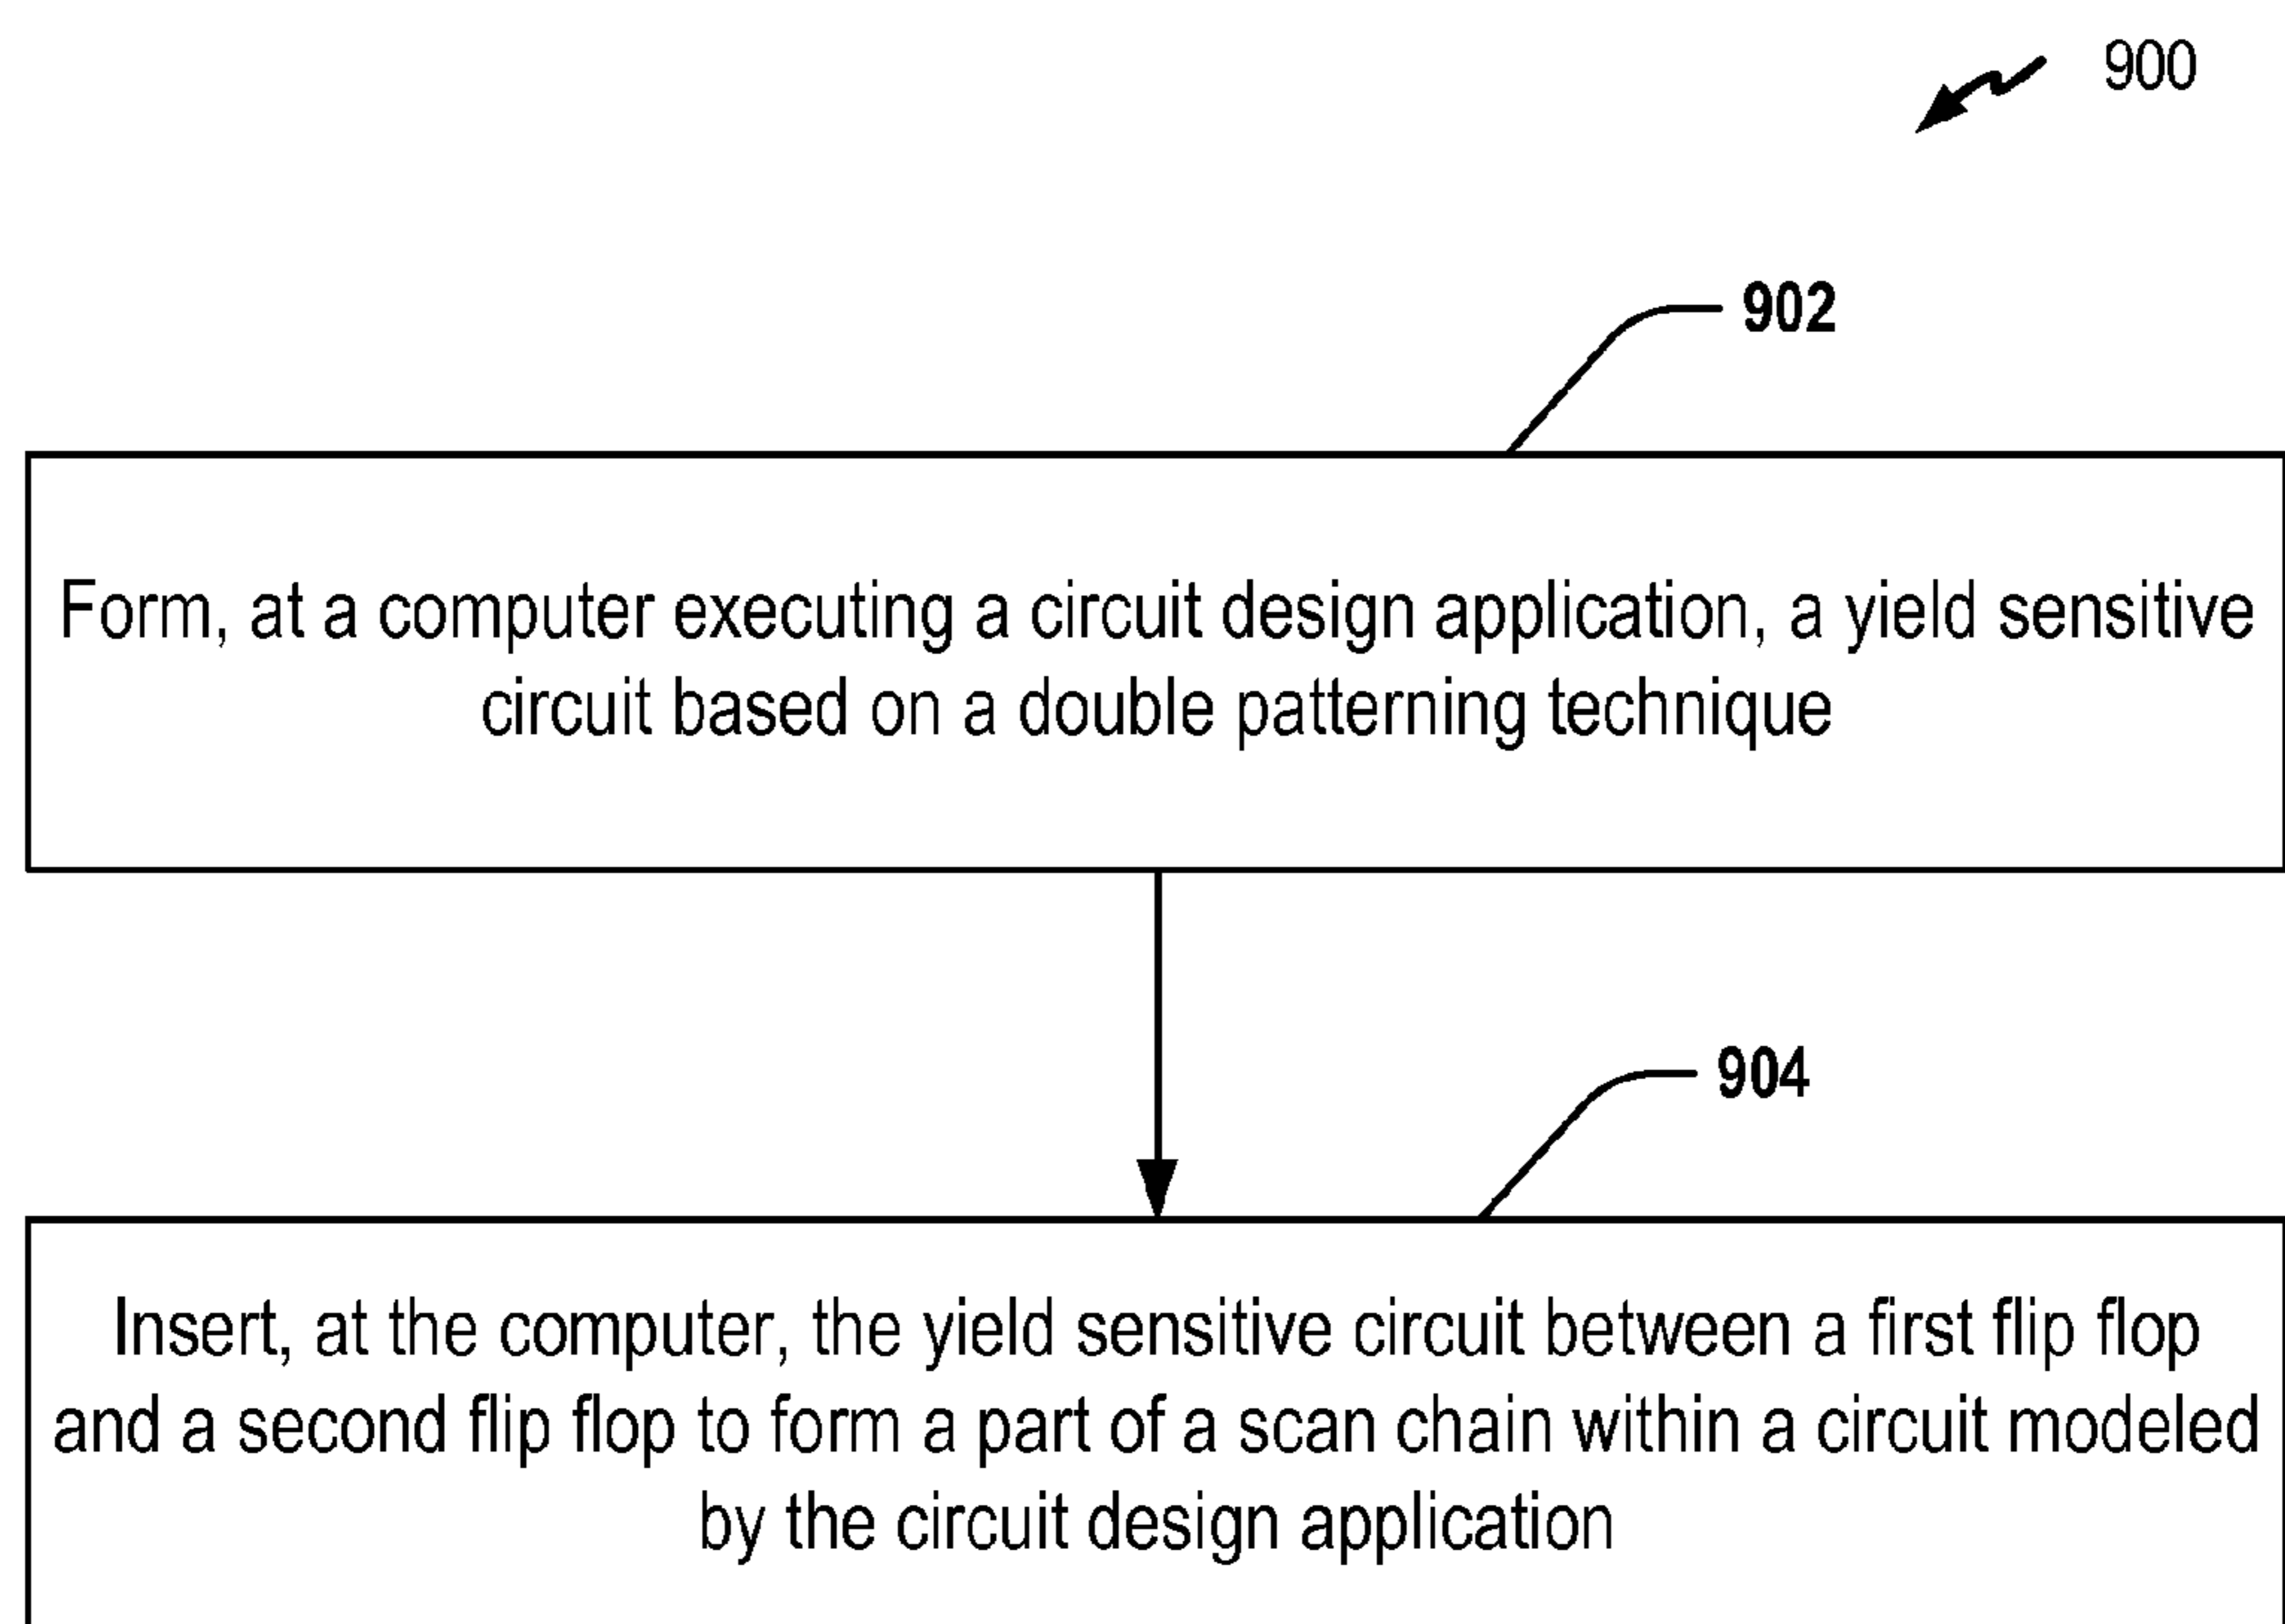 900
902
Form, at a computer executing a circuit design application, a yield sensitive
circuit based on a double patterning technique
904
Insert, at the computer, the yield sensitive circuit between a first flip flop
and a second flip flop to form a part of a scan chain within a circuit modeled
by the circuit design application